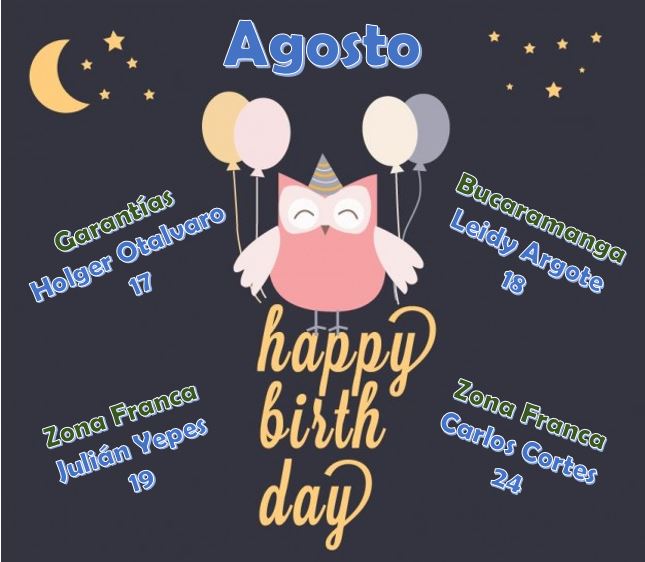 Agosto
Garantías
Holger Otalvaro
17
Bucaramanga
Leidy Argote
18
happy
birth
day
Zona Franca
Julián Yepes
19
Zona Franca
Carlos Cortes
24